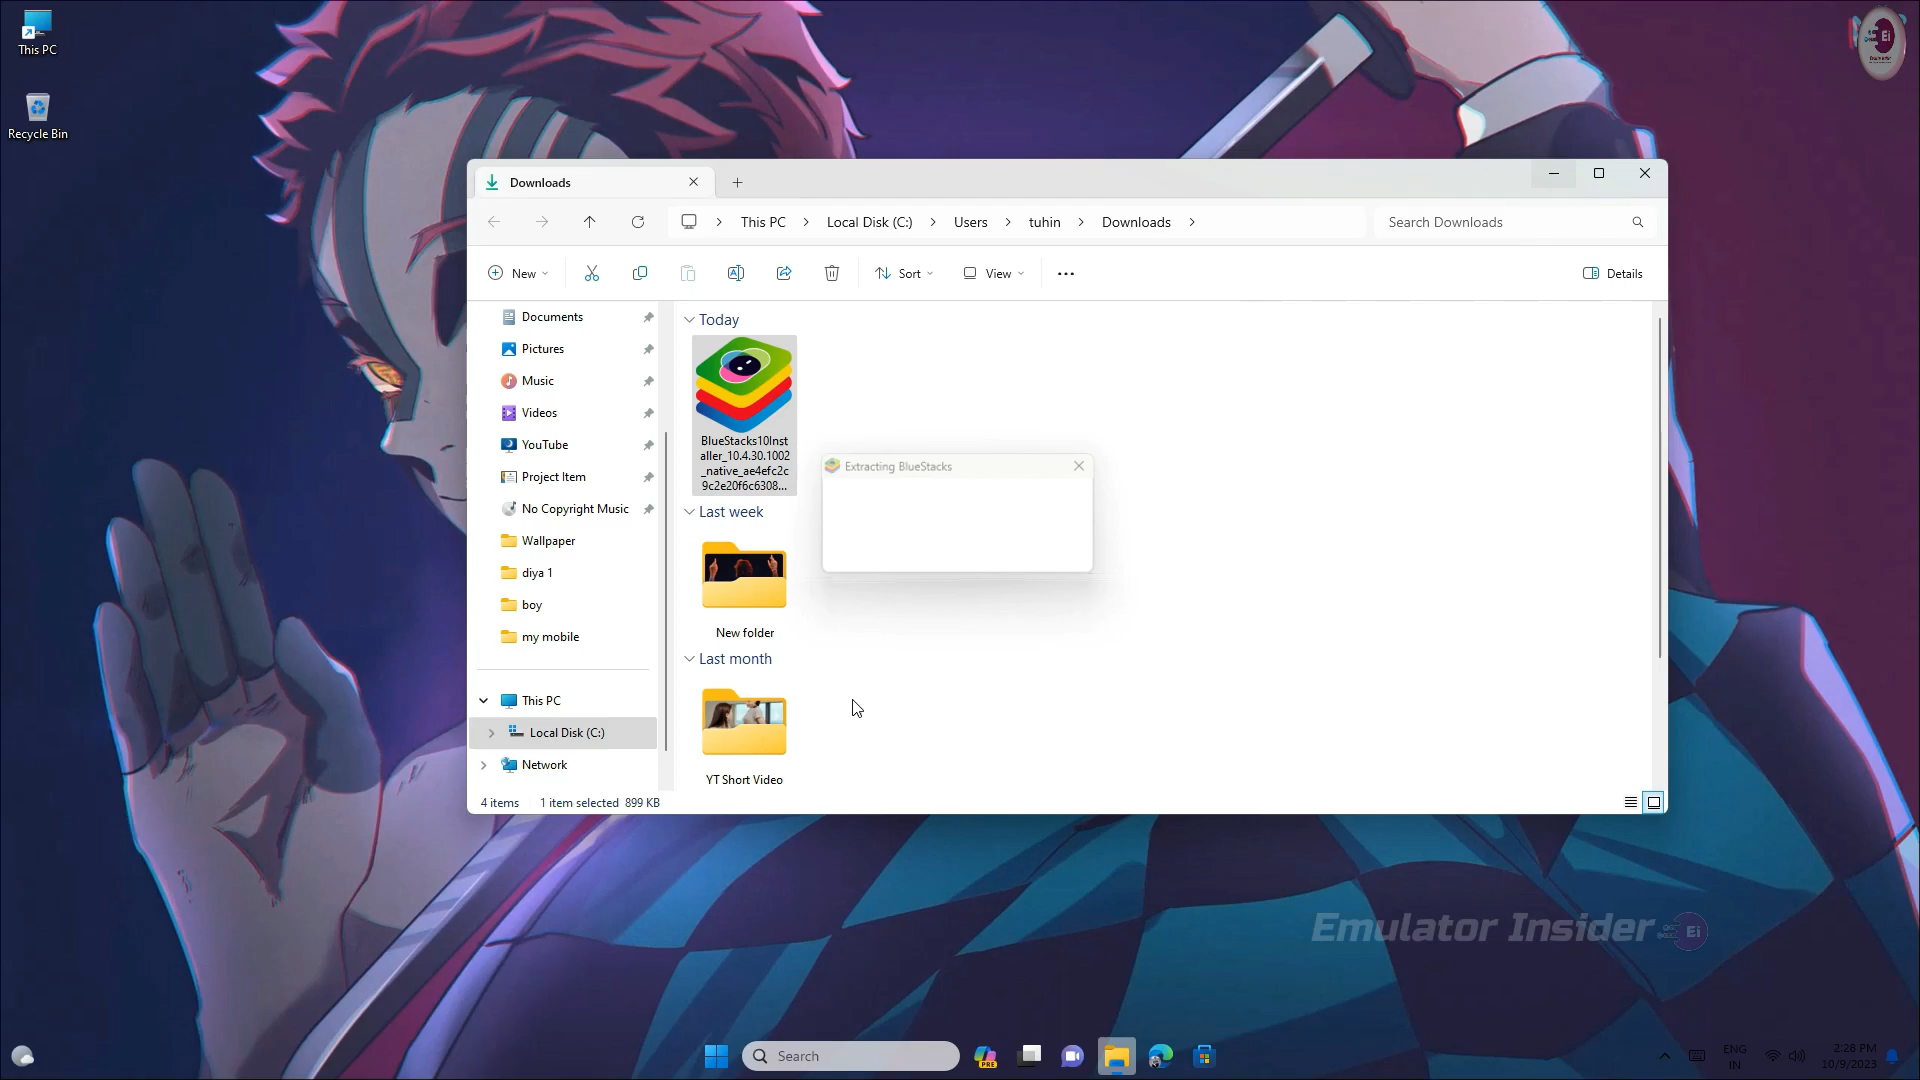 This PC
Recycle Bin
Ei
Downloads
This PC
Local Disk (C:)
Users
tuhin
Downloads
Search Downloads
New
Sort
View
Details
Documents
Pictures
Music
Videos
YouTube
Project Item
No Copyright Music
Wallpaper
diya 1
boy
my mobile
This PC
Local Disk (C:)
Network
Today
BlueStacks10Inst
aller_10.4.30.1002
_native_ae4efc2c
9c2e20f6c6308...
Extracting BlueStacks
Last week
New folder
Last month
YT Short Video
4 items 1 item selected 899 KB
Emulator Insider Ei
Search
PRE
ENG
IN
2:28 PM
10/9/2023